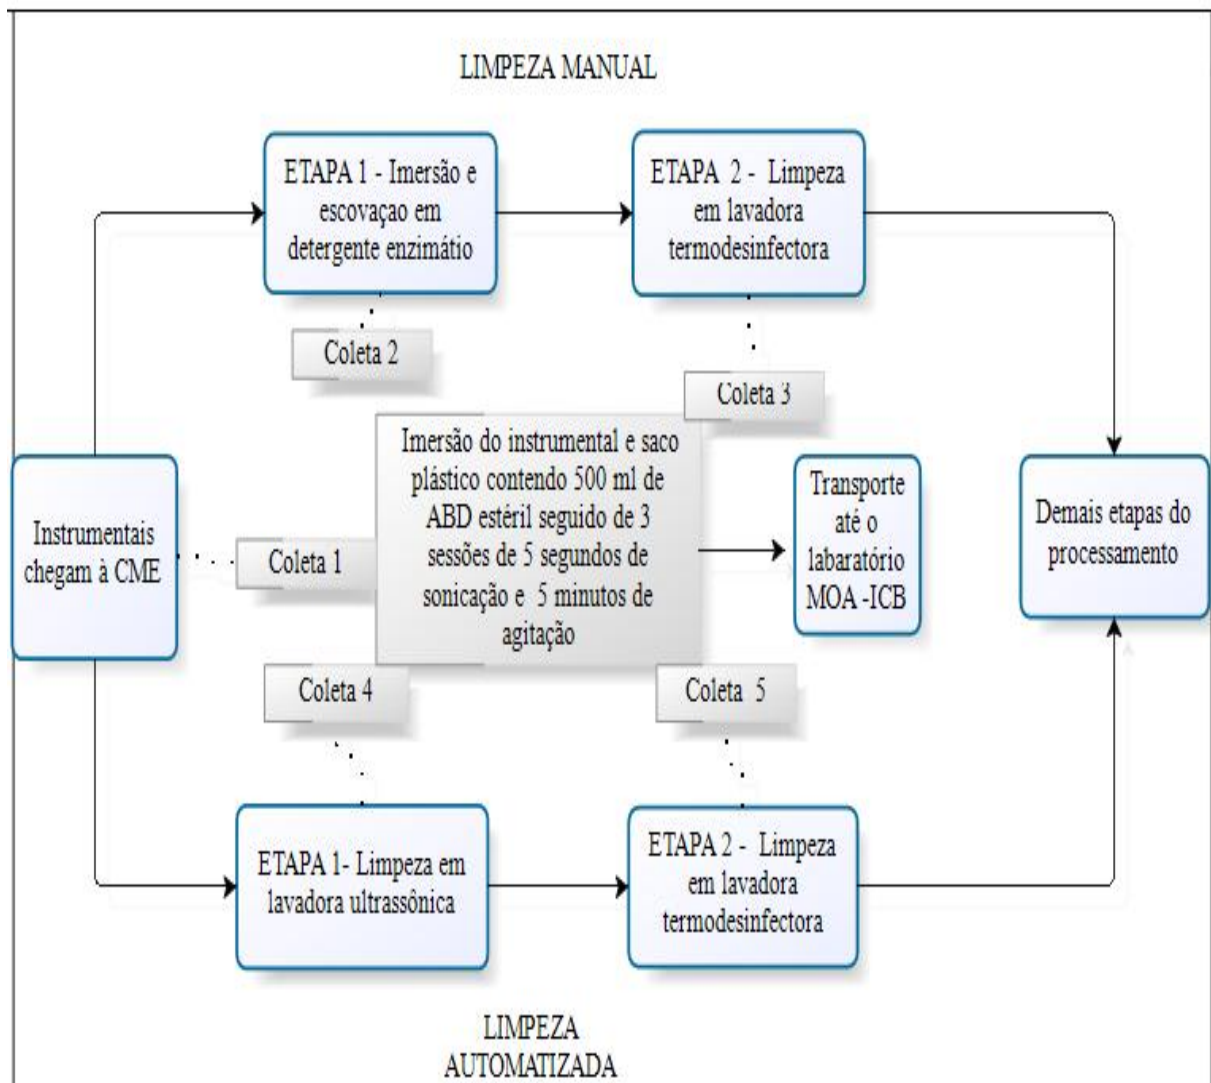 LIMPEZA MANUAL
ETAPA 1 - Imersão e
escovaçao em
detergente enzimátio
ETAPA 2 - Limpeza
em lavadora
termodesinfectora
Coleta 2
Coleta 3
Instrumentais
chegam à CME
Coleta 1
Imersão do instrumental e saco
plástico contendo 500 ml de
ABD estéril seguido de 3
sessões de 5 segundos de
sonicação e 5 minutos de
agitação
Transporte
até o
labaratório
MOA -ICB
Demais etapas do
processamento
Coleta 4
Coleta 5
ETAPA 1- Limpeza em
lavadora ultrassônica
ETAPA 2 - Limpeza
em lavadora
termodesinfectora
LIMPEZA
AUTOMATIZADA